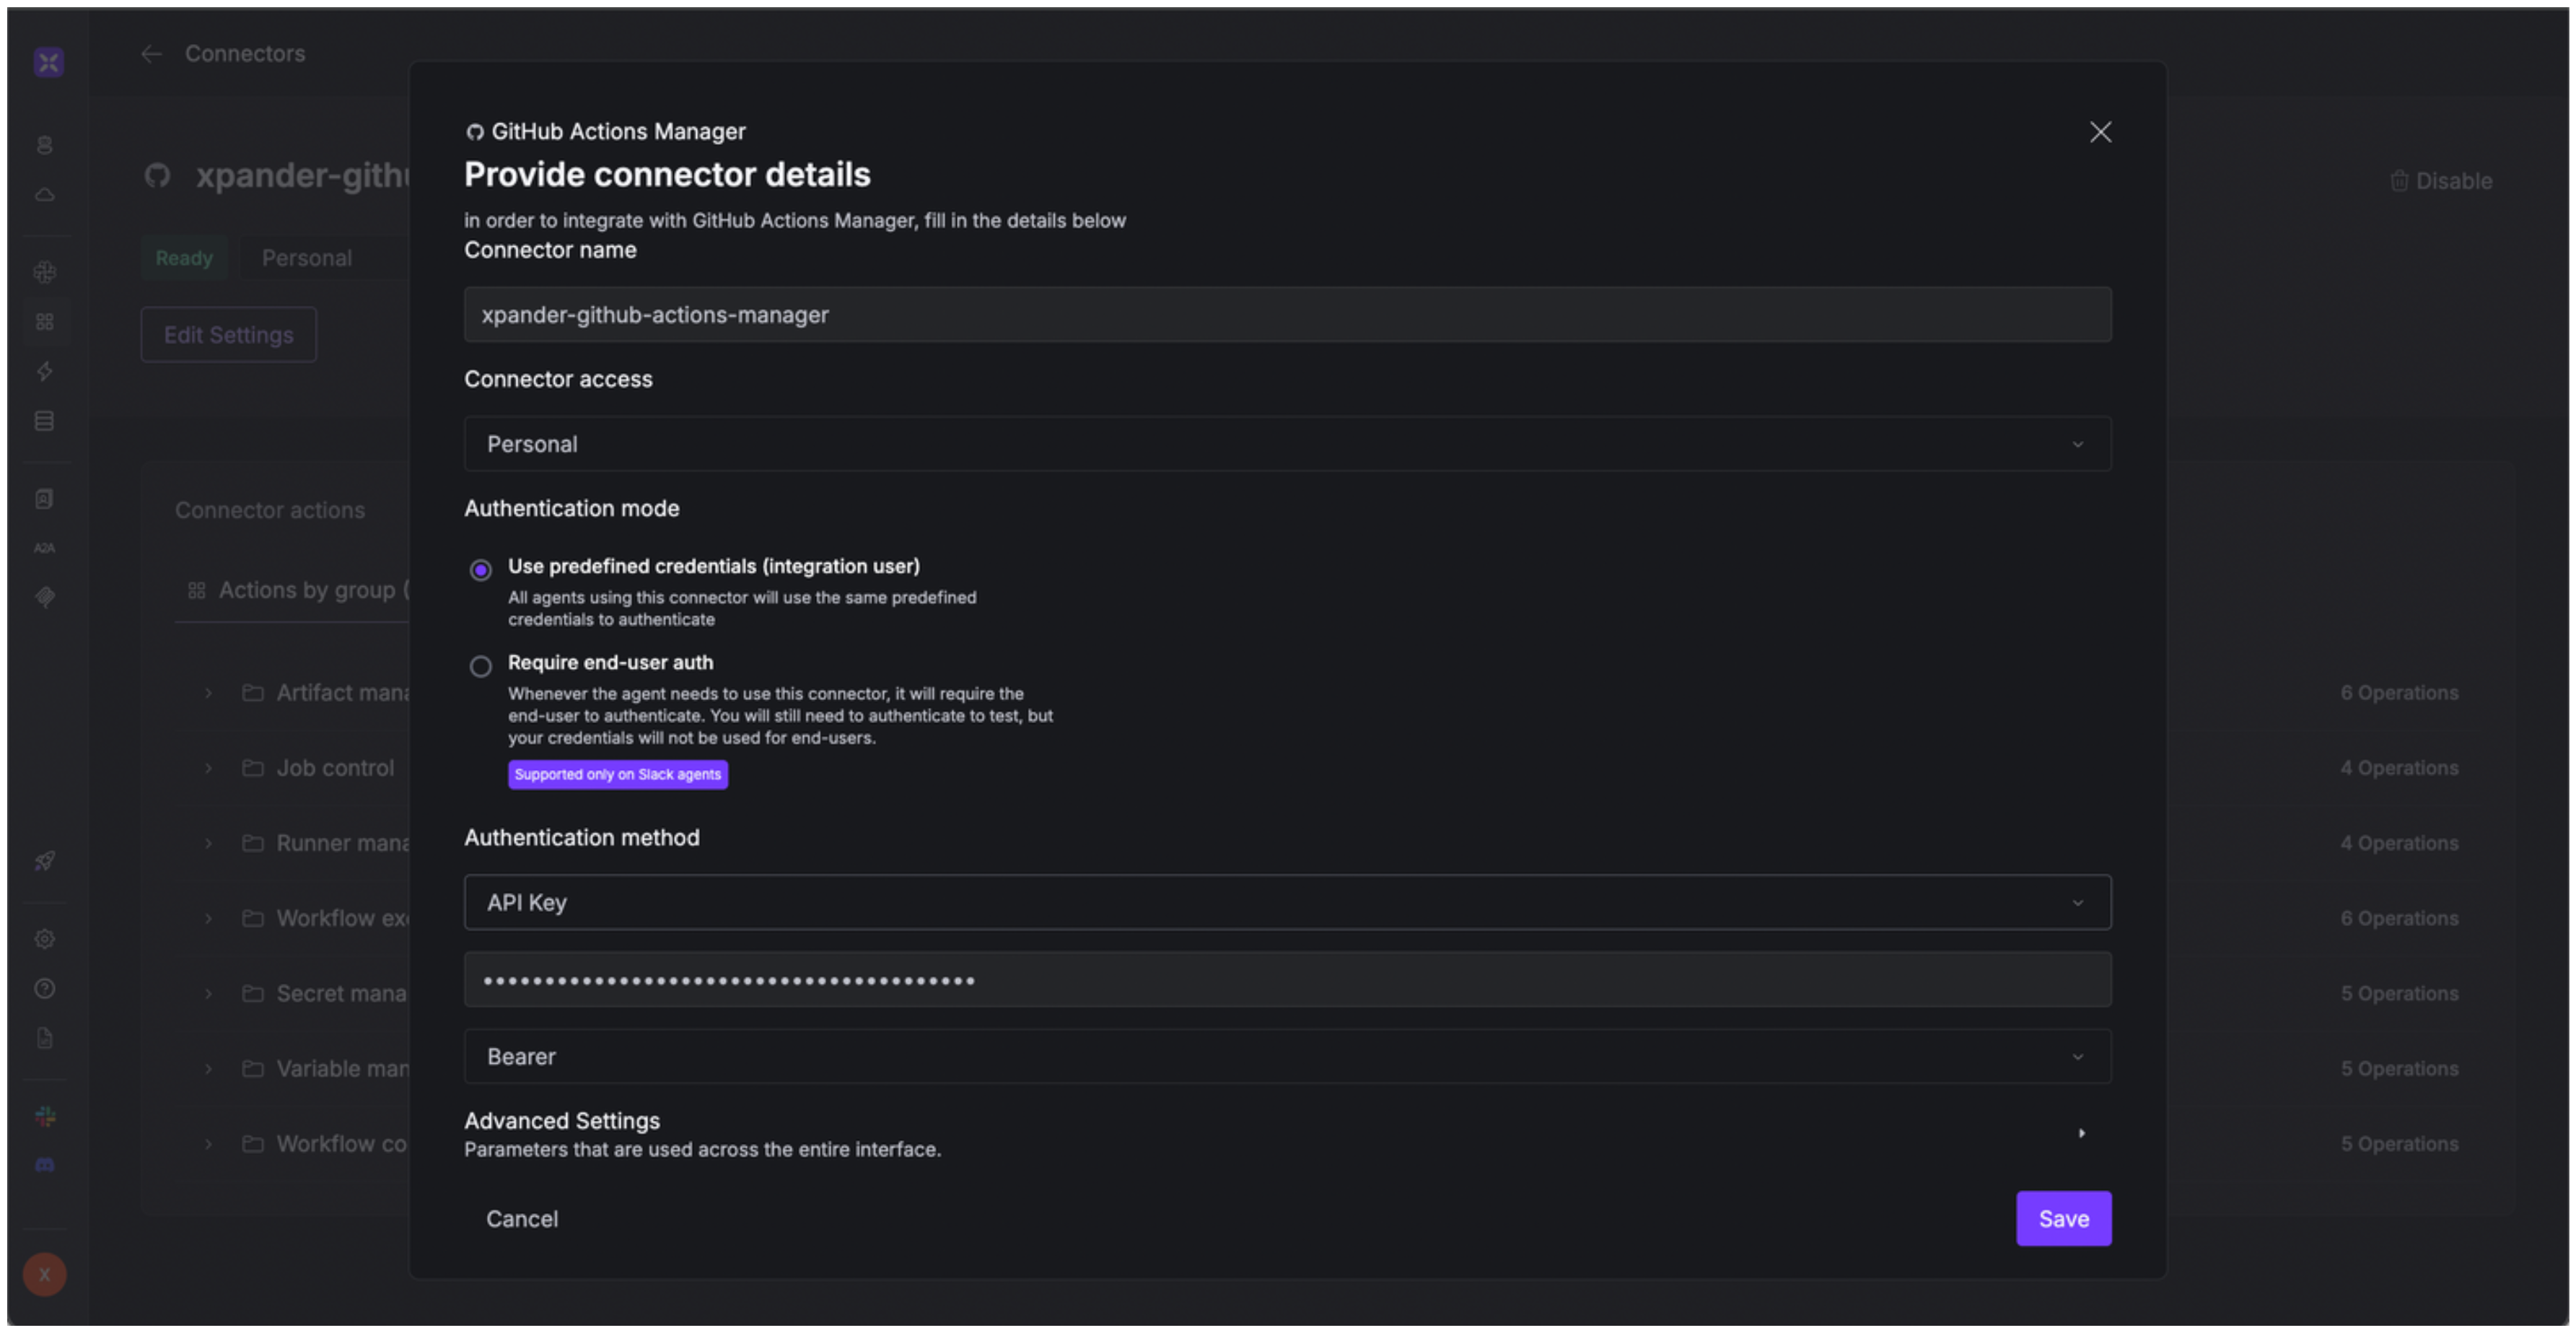 Connectors
GitHub Actions Manager
Provide connector details
in order to integrate with GitHub Actions Manager, fill in the details below
Connector name
xpander-github-actions-manager
Connector access
Personal
Authentication mode
Use predefined credentials (integration user)
All agents using this connector will use the same predefined
credentials to authenticate
Require end-user auth
Whenever the agent needs to use this connector, it will require the
end-user to authenticate. You will still need to authenticate to test, but
your credentials will not be used for end-users.
Supported only on Slack agents
Authentication method
API Key
••••••••••••••••••••••••••••••••••••••••
Bearer
Advanced Settings
Parameters that are used across the entire interface.
Cancel
Save
xpander-gith
Disable
Ready
Personal
Edit Settings
Connector actions
Actions by group (
Artifact mana
6 Operations
Job control
4 Operations
Runner mana
4 Operations
Workflow exe
6 Operations
Secret mana
5 Operations
Variable man
5 Operations
Workflow co
5 Operations
A2A
X